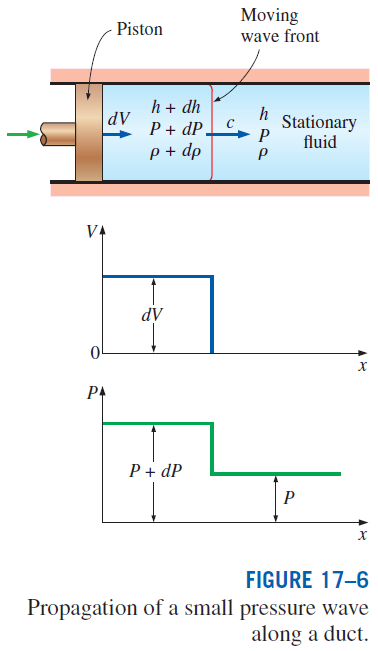 Piston
Moving
wave front
dV
h + dh
P + dP
ρ + dρ
c
h
P
ρ
Stationary
fluid
V
dV
0
x
P
P + dP
P
x
FIGURE 17–6
Propagation of a small pressure wave
along a duct.